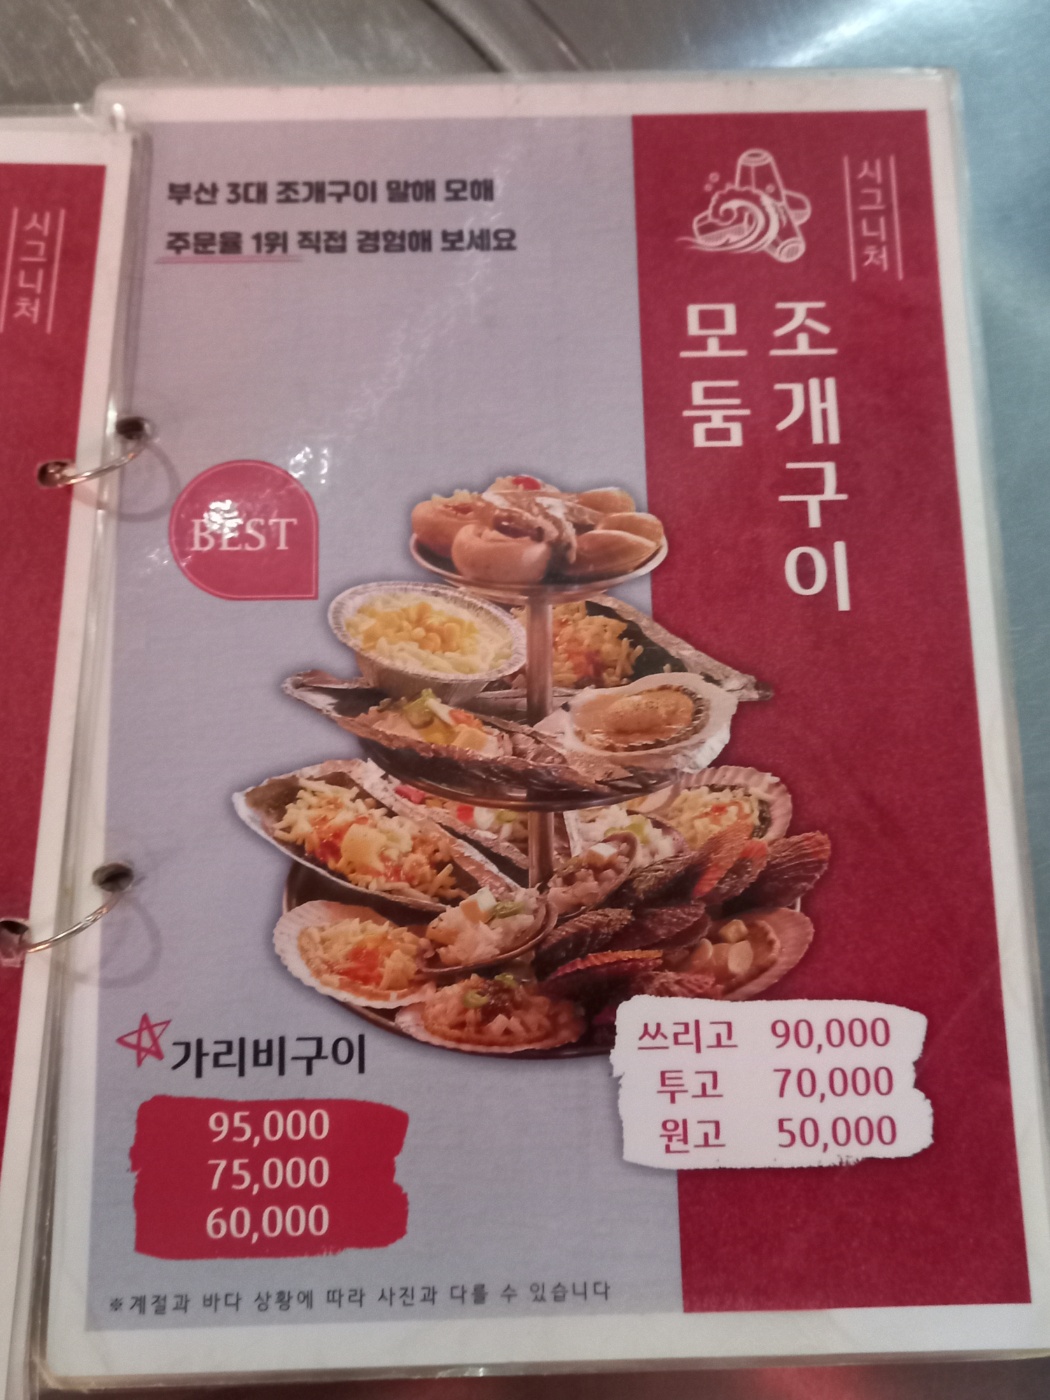 시그니처
부산 3대 조개구이 말해 모해
주문율 1위 직접 경험해 보세요
시그니처
조개구이
모둠
BEST
가리비구이
95,000
75,000
60,000
쓰리고 90,000
투고 70,000
원고 50,000
※계절과 바다 상황에 따라 사진과 다를 수 있습니다